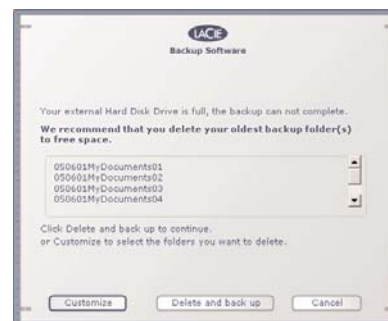 LACIE
Backup Software
Your external Hard Disk Drive is full, the backup can not complete.
We recommend that you delete your oldest backup folder(s)
to free space.
050601MyDocuments01
050601MyDocuments02
050601MyDocuments03
050601MyDocuments04
Click Delete and back up to continue.
or Customize to select the folders you want to delete.
Customize
Delete and back up
Cancel